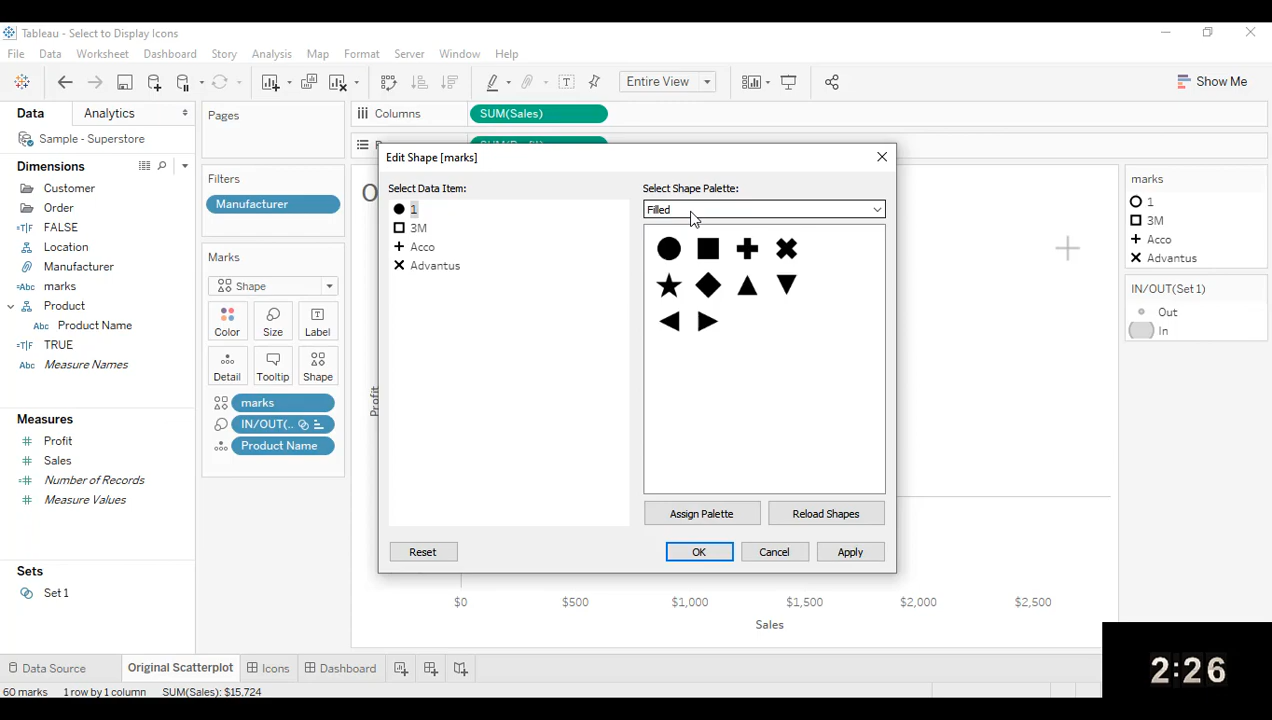 Tableau - Select to Display Icons
File Data Worksheet Dashboard Story Analysis Map Format Server Window Help
Entire View
Show Me
Data
Analytics
Sample - Superstore
Dimensions
Customer
Order
=T|F FALSE
Location
Manufacturer
=Abc marks
Product
Abc Product Name
=T|F TRUE
Abc Measure Names
Measures
# Profit
# Sales
=# Number of Records
# Measure Values
Sets
Set 1
Pages
Filters
Manufacturer
Marks
Shape
Color
Size
Label
Detail
Tooltip
Shape
marks
IN/OUT(..
Product Name
Columns
SUM(Sales)
Edit Shape [marks]
Select Data Item:
1
3M
Acco
Advantus
Select Shape Palette:
Filled
Assign Palette
Reload Shapes
Reset
OK
Cancel
Apply
Profit
$0
$500
$1,000
$1,500
$2,000
$2,500
Sales
marks
1
3M
Acco
Advantus
IN/OUT(Set 1)
Out
In
Data Source
Original Scatterplot
Icons
Dashboard
60 marks 1 row by 1 column SUM(Sales): $15,724
2:26